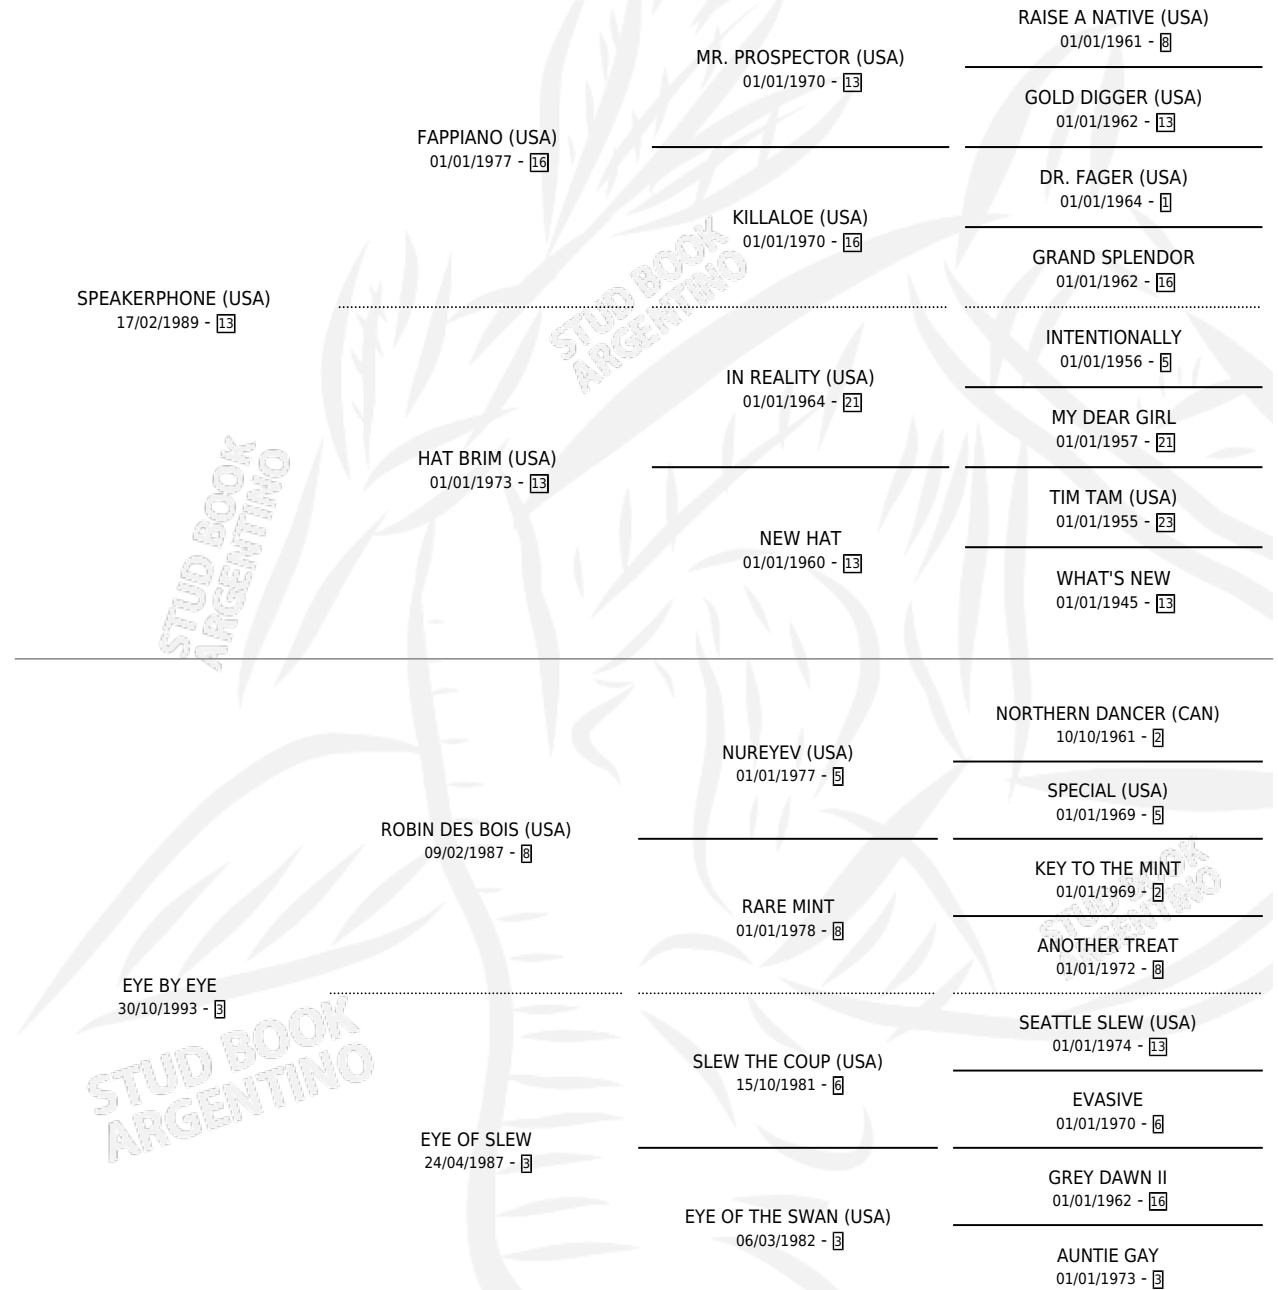 RAISE A NATIVE (USA)
01/01/1961 - 8
MR. PROSPECTOR (USA)
01/01/1970 - 13
GOLD DIGGER (USA)
01/01/1962 - 13
FAPPIANO (USA)
01/01/1977 - 16
DR. FAGER (USA)
01/01/1964 - 1
KILLALOE (USA)
01/01/1970 - 16
GRAND SPLENDOR
01/01/1962 - 16
SPEAKERPHONE (USA)
17/02/1989 - 13
INTENTIONALLY
01/01/1956 - 5
IN REALITY (USA)
01/01/1964 - 21
MY DEAR GIRL
01/01/1957 - 21
HAT BRIM (USA)
01/01/1973 - 13
TIM TAM (USA)
01/01/1955 - 23
NEW HAT
01/01/1960 - 13
WHAT'S NEW
01/01/1945 - 13
STUD BOOK
ARGENTINO
STUD BOOK
ARGENTINO
NORTHERN DANCER (CAN)
10/10/1961 - 2
NUREYEV (USA)
01/01/1977 - 5
SPECIAL (USA)
01/01/1969 - 5
ROBIN DES BOIS (USA)
09/02/1987 - 8
KEY TO THE MINT
01/01/1969 - 2
RARE MINT
01/01/1978 - 8
ANOTHER TREAT
01/01/1972 - 8
EYE BY EYE
30/10/1993 - 3
SEATTLE SLEW (USA)
01/01/1974 - 13
SLEW THE COUP (USA)
15/10/1981 - 6
EVASIVE
01/01/1970 - 6
EYE OF SLEW
24/04/1987 - 3
GREY DAWN II
01/01/1962 - 16
EYE OF THE SWAN (USA)
06/03/1982 - 3
AUNTIE GAY
01/01/1973 - 3
STUD BOOK
ARGENTINO
STUD BOOK
ARGENTINO